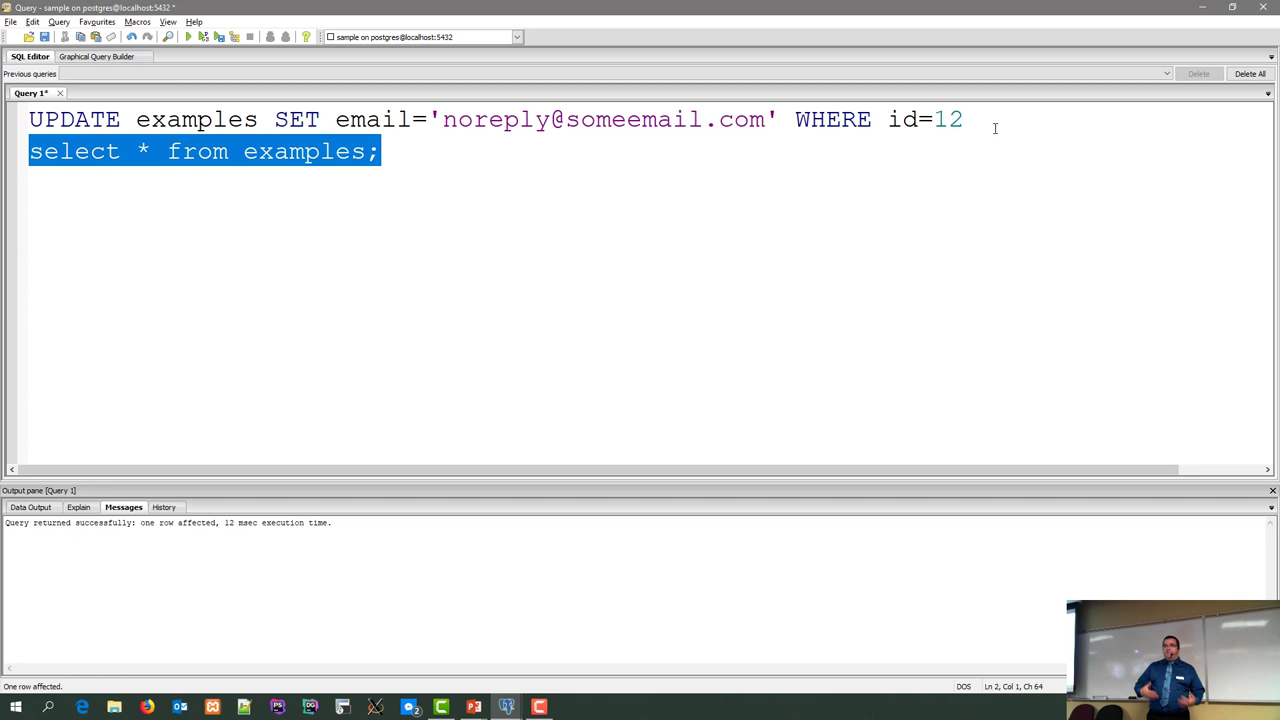 Query - sample on postgres@localhost:5432 *
File Edit Query Favourites Macros View Help
sample on postgres@localhost:5432
SQL Editor Graphical Query Builder
Previous queries Delete Delete All
Query 1*
UPDATE examples SET email='noreply@someemail.com' WHERE id=12
select * from examples;
Output pane [Query 1]
Data Output Explain Messages History
Query returned successfully: one row affected, 12 msec execution time.
One row affected. DOS Ln 2, Col 1, Ch 64